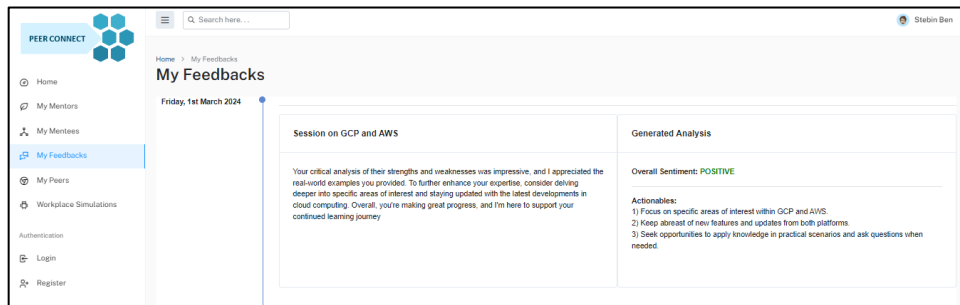 PEER CONNECT
Search here...
Stebin Ben
Home
My Mentors
My Mentees
My Feedbacks
My Peers
Workplace Simulations
Authentication
Login
Register
Home > My Feedbacks
My Feedbacks
Friday, 1st March 2024
Session on GCP and AWS
Your critical analysis of their strengths and weaknesses was impressive, and I appreciated the
real-world examples you provided. To further enhance your expertise, consider delving
deeper into specific areas of interest and staying updated with the latest developments in
cloud computing. Overall, you're making great progress, and I'm here to support your
continued learning journey
Generated Analysis
Overall Sentiment: POSITIVE
Actionables:
1) Focus on specific areas of interest within GCP and AWS.
2) Keep abreast of new features and updates from both platforms.
3) Seek opportunities to apply knowledge in practical scenarios and ask questions when
needed.